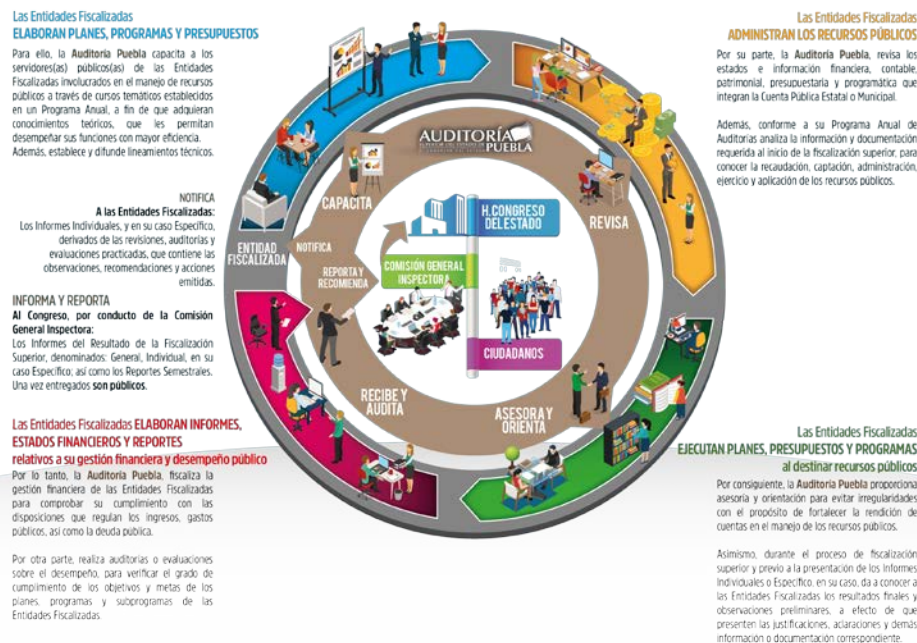 Las Entidades Fiscalizadas
ELABORAN PLANES, PROGRAMAS Y PRESUPUESTOS
Para ello, la Auditoría Puebla capacita a los
servidores(as) públicos(as) de las Entidades
Fiscalizadas involucrados en el manejo de recursos
públicos a través de cursos temáticos establecidos
en un Programa Anual, a fin de que adquieran
conocimientos teóricos, que les permitan
desempeñar sus funciones con mayor eficiencia.
Además, establece y difunde lineamientos técnicos.
NOTIFICA
A las Entidades Fiscalizadas:
Los Informes Individuales, y en su caso Específico,
derivados de las revisiones, auditorias y
evaluaciones practicadas, que contiene las
observaciones, recomendaciones y acciones
emitidas.
INFORMA Y REPORTA
Al Congreso, por conducto de la Comisión
General Inspectora:
Los Informes del Resultado de la Fiscalización
Superior, denominados: General, Individual, en su
caso Específico; así como los Reportes Semestrales.
Una vez entregados son públicos.
Las Entidades Fiscalizadas ELABORAN INFORMES,
ESTADOS FINANCIEROS Y REPORTES
relativos a su gestión financiera y desempeño público
Por lo tanto, la Auditoría Puebla, fiscaliza la
gestión financiera de las Entidades Fiscalizadas
para comprobar su cumplimiento con las
disposiciones que regulan los ingresos, gastos
públicos, así como la deuda pública.
Por otra parte, realiza auditorias o evaluaciones
sobre el desempeño, para verificar el grado de
cumplimiento de los objetivos y metas de los
planes, programas y subprogramas de las
Entidades Fiscalizadas.
AUDITORÍA
PUEBLA
CAPACITA
REVISA
H. CONGRESO
DEL ESTADO
ENTIDAD
FISCALIZADA
NOTIFICA
REPORTA Y
RECOMIENDA
COMISIÓN GENERAL
INSPECTORA
CIUDADANOS
RECIBE Y
AUDITA
ASESORA Y
ORIENTA
Las Entidades Fiscalizadas
ADMINISTRAN LOS RECURSOS PÚBLICOS
Por su parte, la Auditoría Puebla, revisa los
estados e información financiera, contable,
patrimonial, presupuestaria y programática que
integran la Cuenta Pública Estatal o Municipal.
Además, conforme a su Programa Anual de
Auditorias analiza la información y documentación
requerida al inicio de la fiscalización superior, para
conocer la recaudación, captación, administración,
ejercicio y aplicación de los recursos públicos.
Las Entidades Fiscalizadas
EJECUTAN PLANES, PRESUPUESTOS Y PROGRAMAS
al destinar recursos públicos
Por consiguiente, la Auditoría Puebla proporciona
asesoría y orientación para evitar irregularidades
con el propósito de fortalecer la rendición de
cuentas en el manejo de los recursos públicos.
Asimismo, durante el proceso de fiscalización
superior y previo a la presentación de los Informes
Individuales o Específico, en su caso, da a conocer a
las Entidades Fiscalizadas los resultados finales y
observaciones preliminares, a efecto de que
presenten las justificaciones, aclaraciones y demás
información o documentación correspondiente.